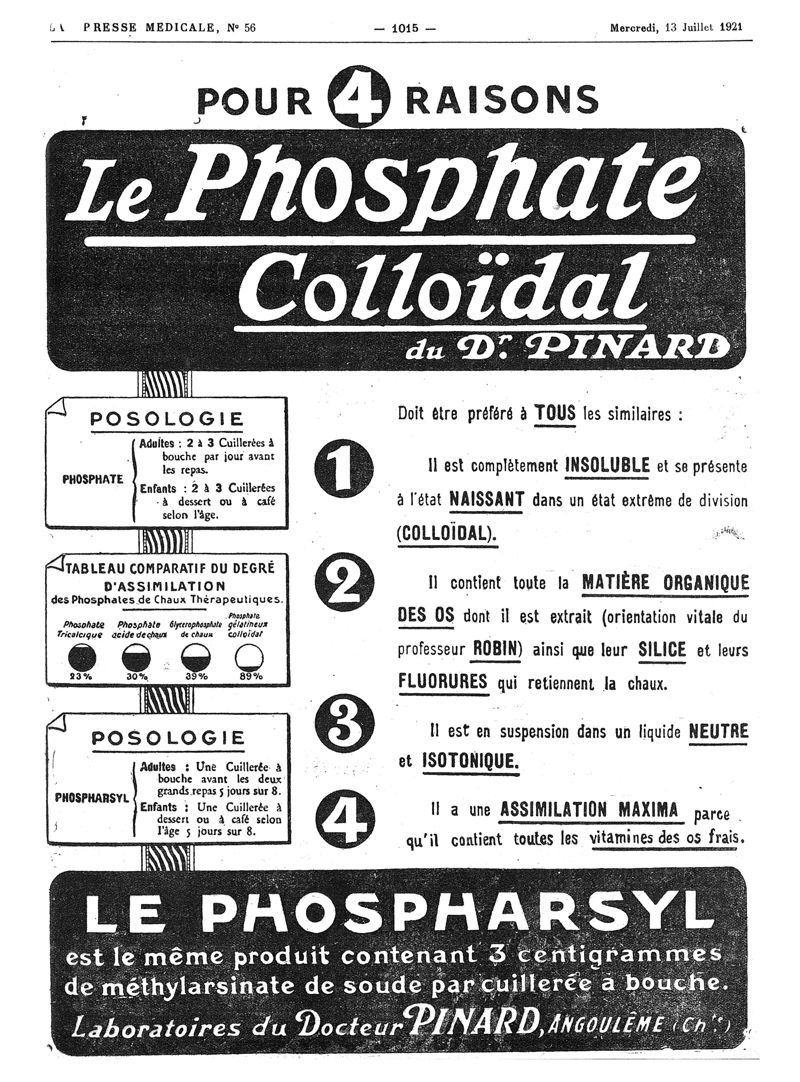 LA PRESSE MEDICALE, N° 56 — 1015 — Mercredi, 13 Juillet 1921
POUR 4 RAISONS
Le Phosphate
Colloïdal
du Dr. PINARD
POSOLOGIE
PHOSPHATE
Adultes : 2 à 3 Cuillerées à
bouche par jour avant
les repas.
Enfants : 2 à 3 Cuillerées
à dessert ou à café
selon l'âge.
TABLEAU COMPARATIF DU DEGRÉ
D'ASSIMILATION
des Phosphates de Chaux Thérapeutiques.
Phosphate Tricalcique
Phosphate acide de chaux
Glycerophosphate de chaux
Phosphate gélatineux colloïdal
23% 30% 39% 89%
POSOLOGIE
PHOSPHARSYL
Adultes : Une Cuillerée à
bouche avant les deux
grands repas 5 jours sur 8.
Enfants : Une Cuillerée à
dessert ou à café selon
l'âge 5 jours sur 8.
Doit être préféré à TOUS les similaires :
1
Il est complètement INSOLUBLE et se présente
à l'état NAISSANT dans un état extrême de division
(COLLOÏDAL).
2
Il contient toute la MATIÈRE ORGANIQUE
DES OS dont il est extrait (orientation vitale du
professeur ROBIN) ainsi que leur SILICE et leurs
FLUORURES qui retiennent la chaux.
3
Il est en suspension dans un liquide NEUTRE
et ISOTONIQUE.
4
Il a une ASSIMILATION MAXIMA parce
qu'il contient toutes les vitamines des os frais.
LE PHOSPHARSYL
est le même produit contenant 3 centigrammes
de méthylarsinate de soude par cuillerée à bouche.
Laboratoires du Docteur PINARD, ANGOULÊME (Chte)